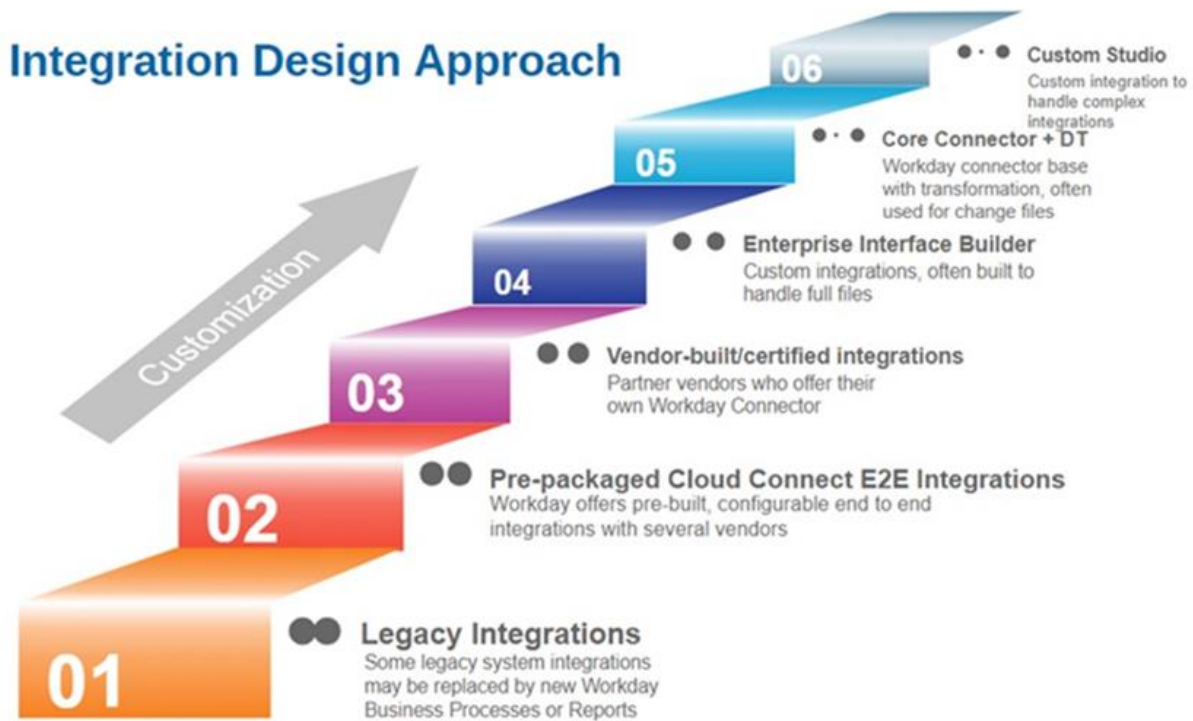 Integration Design Approach
Customization
06
Custom Studio
Custom integration to
handle complex
integrations
05
Core Connector + DT
Workday connector base
with transformation, often
used for change files
04
Enterprise Interface Builder
Custom integrations, often built to
handle full files
03
Vendor-built/certified integrations
Partner vendors who offer their
own Workday Connector
02
Pre-packaged Cloud Connect E2E Integrations
Workday offers pre-built, configurable end to end
integrations with several vendors
01
Legacy Integrations
Some legacy system integrations
may be replaced by new Workday
Business Processes or Reports